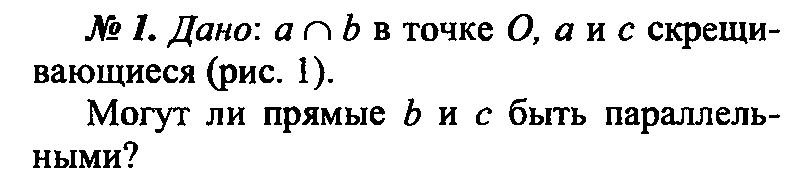 № 1. Дано: a ∩ b в точке O, a и c скрещи-
вающиеся (рис. 1).
Могут ли прямые b и c быть параллель-
ными?